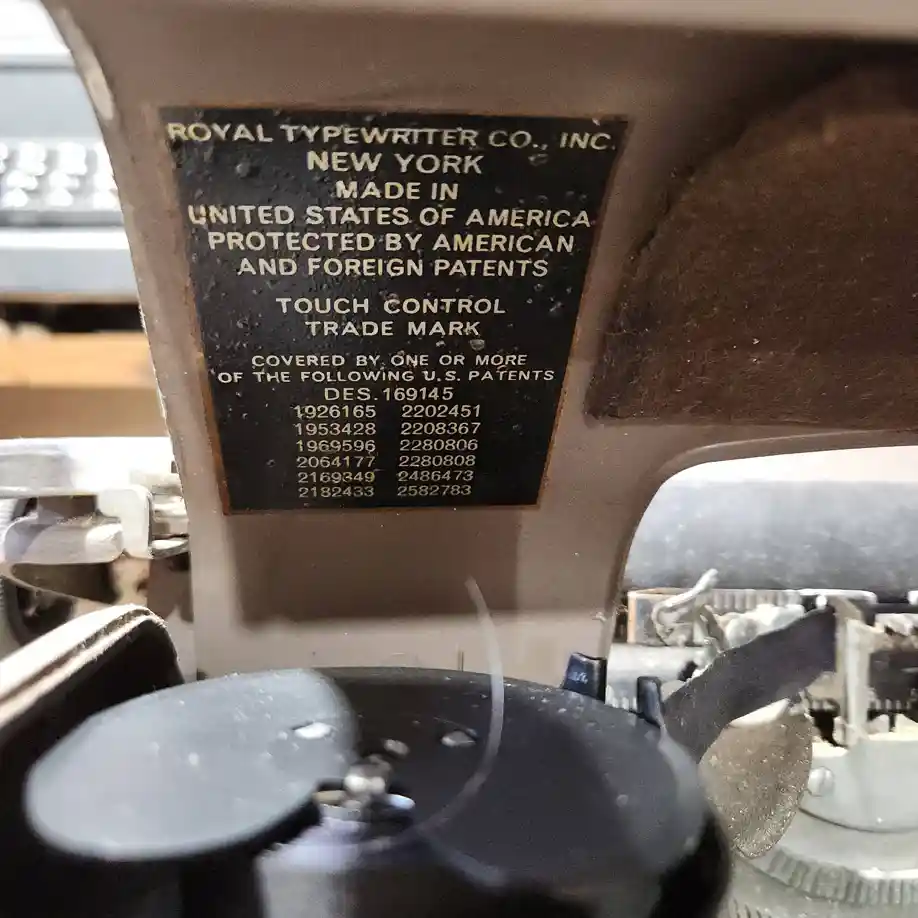 ROYAL TYPEWRITER CO., INC.
NEW YORK
MADE IN
UNITED STATES OF AMERICA
PROTECTED BY AMERICAN
AND FOREIGN PATENTS
TOUCH CONTROL
TRADE MARK
COVERED BY ONE OR MORE
OF THE FOLLOWING U.S. PATENTS
DES. 169145
1926165 2202451
1953428 2208367
1969596 2280806
2064177 2280808
2169349 2486473
2182433 2582783